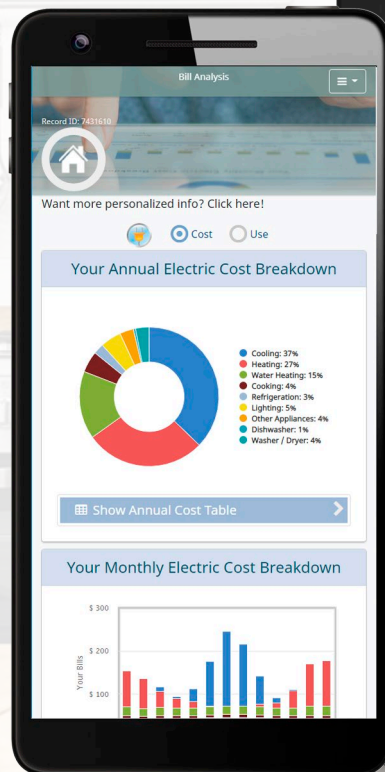 Bill Analysis
Record ID: 7431610
Want more personalized info? Click here!
Cost
Use
Your Annual Electric Cost Breakdown
Cooling: 37%
Heating: 27%
Water Heating: 15%
Cooking: 4%
Refrigeration: 3%
Lighting: 5%
Other Appliances: 4%
Dishwasher: 1%
Washer / Dryer: 4%
Show Annual Cost Table
Your Monthly Electric Cost Breakdown
$ 300
$ 200
$ 100
Your Bills